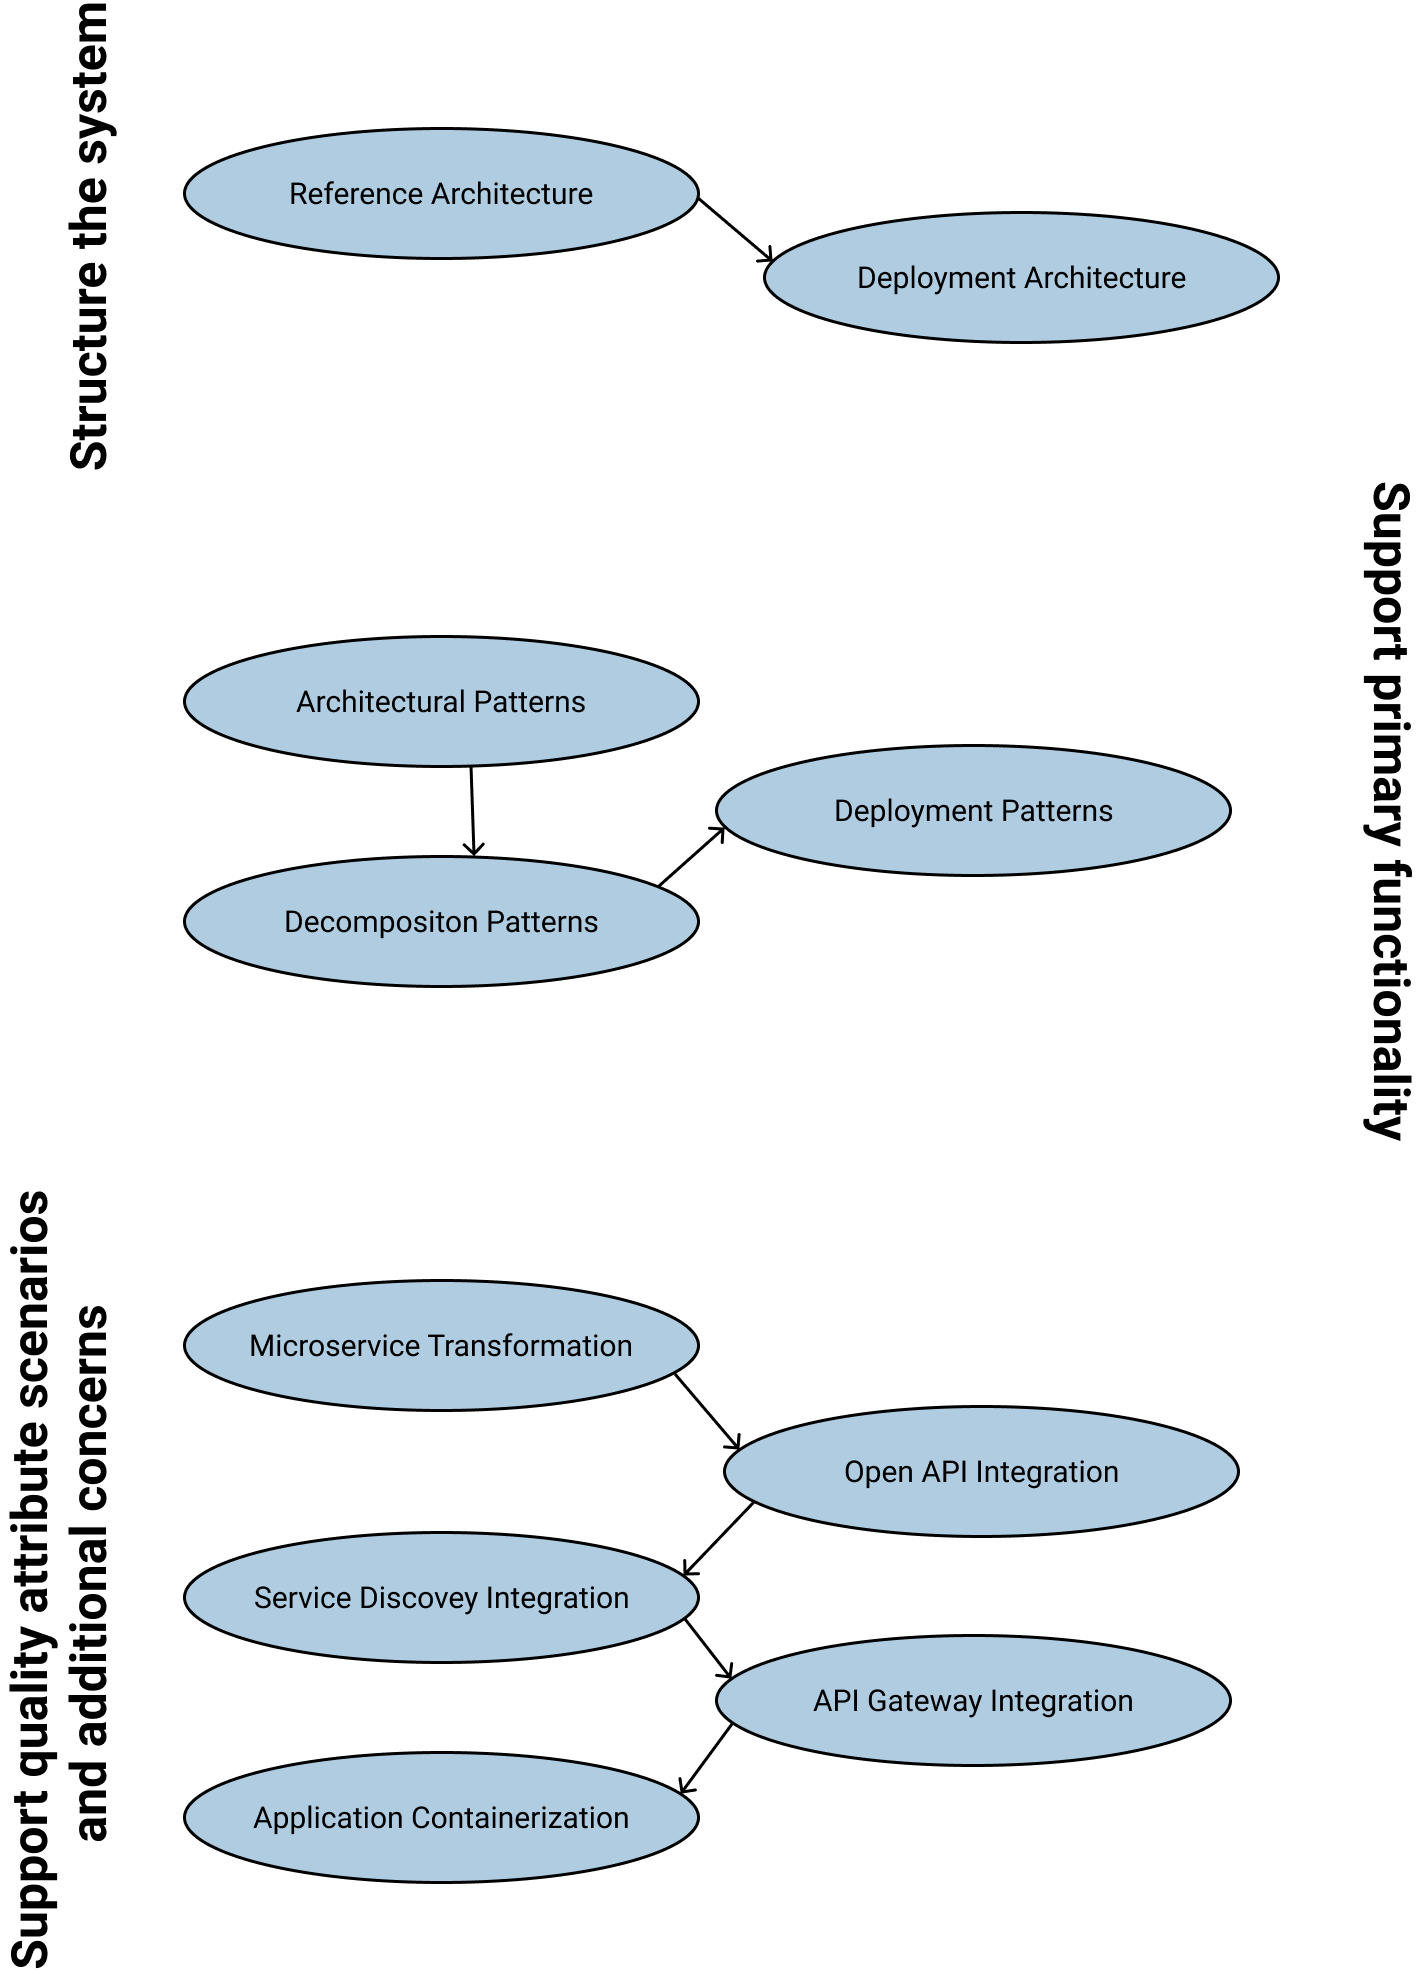 Structure the system
Reference Architecture
Deployment Architecture
Support primary functionality
Architectural Patterns
Deployment Patterns
Decompositon Patterns
Support quality attribute scenarios
and additional concerns
Microservice Transformation
Open API Integration
Service Discovey Integration
API Gateway Integration
Application Containerization